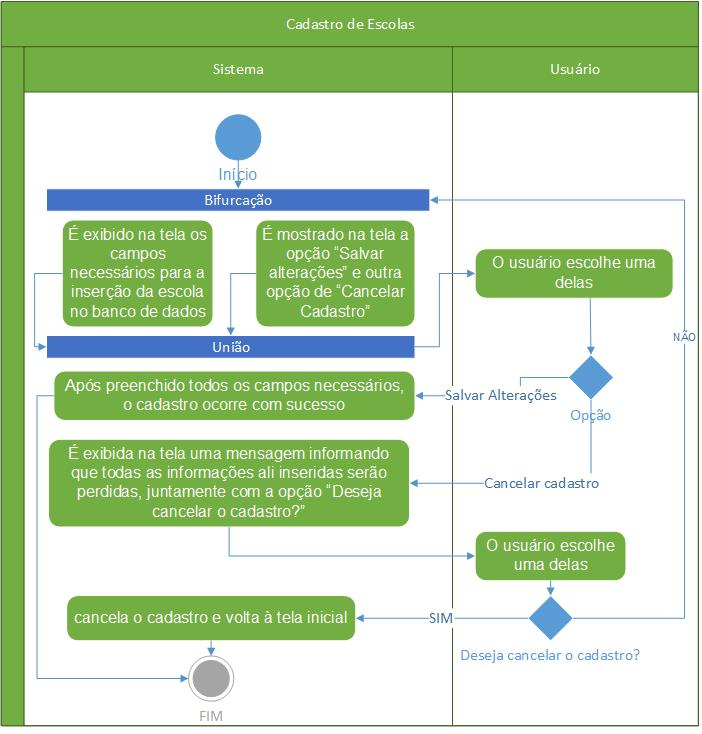 Cadastro de Escolas
Sistema
Usuário
Início
Bifurcação
É exibido na tela os
campos
necessários para a
inserção da escola
no banco de dados
É mostrado na tela a
opção “Salvar
alterações” e outra
opção de “Cancelar
Cadastro”
O usuário escolhe uma
delas
União
NÃO
Após preenchido todos os campos necessários,
o cadastro ocorre com sucesso
Salvar Alterações
Opção
É exibida na tela uma mensagem informando
que todas as informações ali inseridas serão
perdidas, juntamente com a opção “Deseja
cancelar o cadastro?”
Cancelar cadastro
O usuário escolhe
uma delas
cancela o cadastro e volta à tela inicial
SIM
Deseja cancelar o cadastro?
FIM